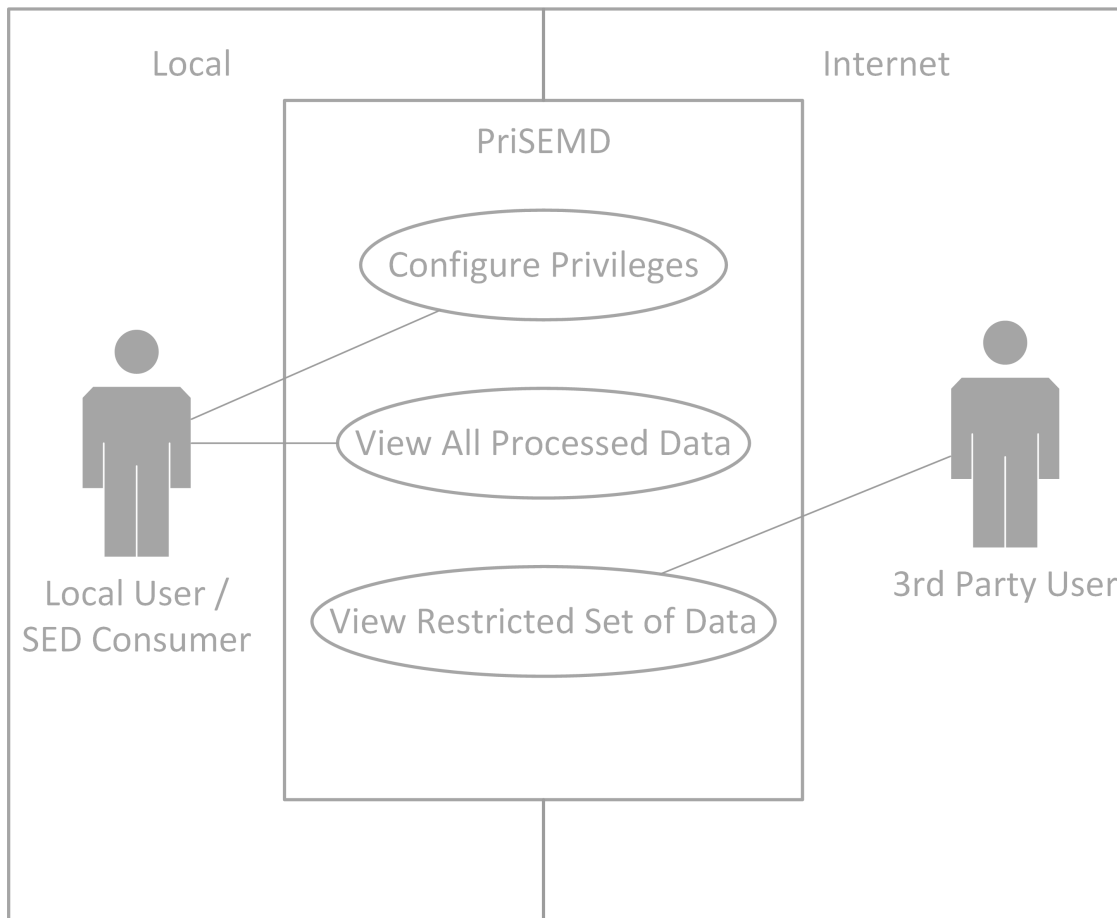 Local
Internet
PriSEMD
Configure Privileges
View All Processed Data
View Restricted Set of Data
Local User /
SED Consumer
3rd Party User